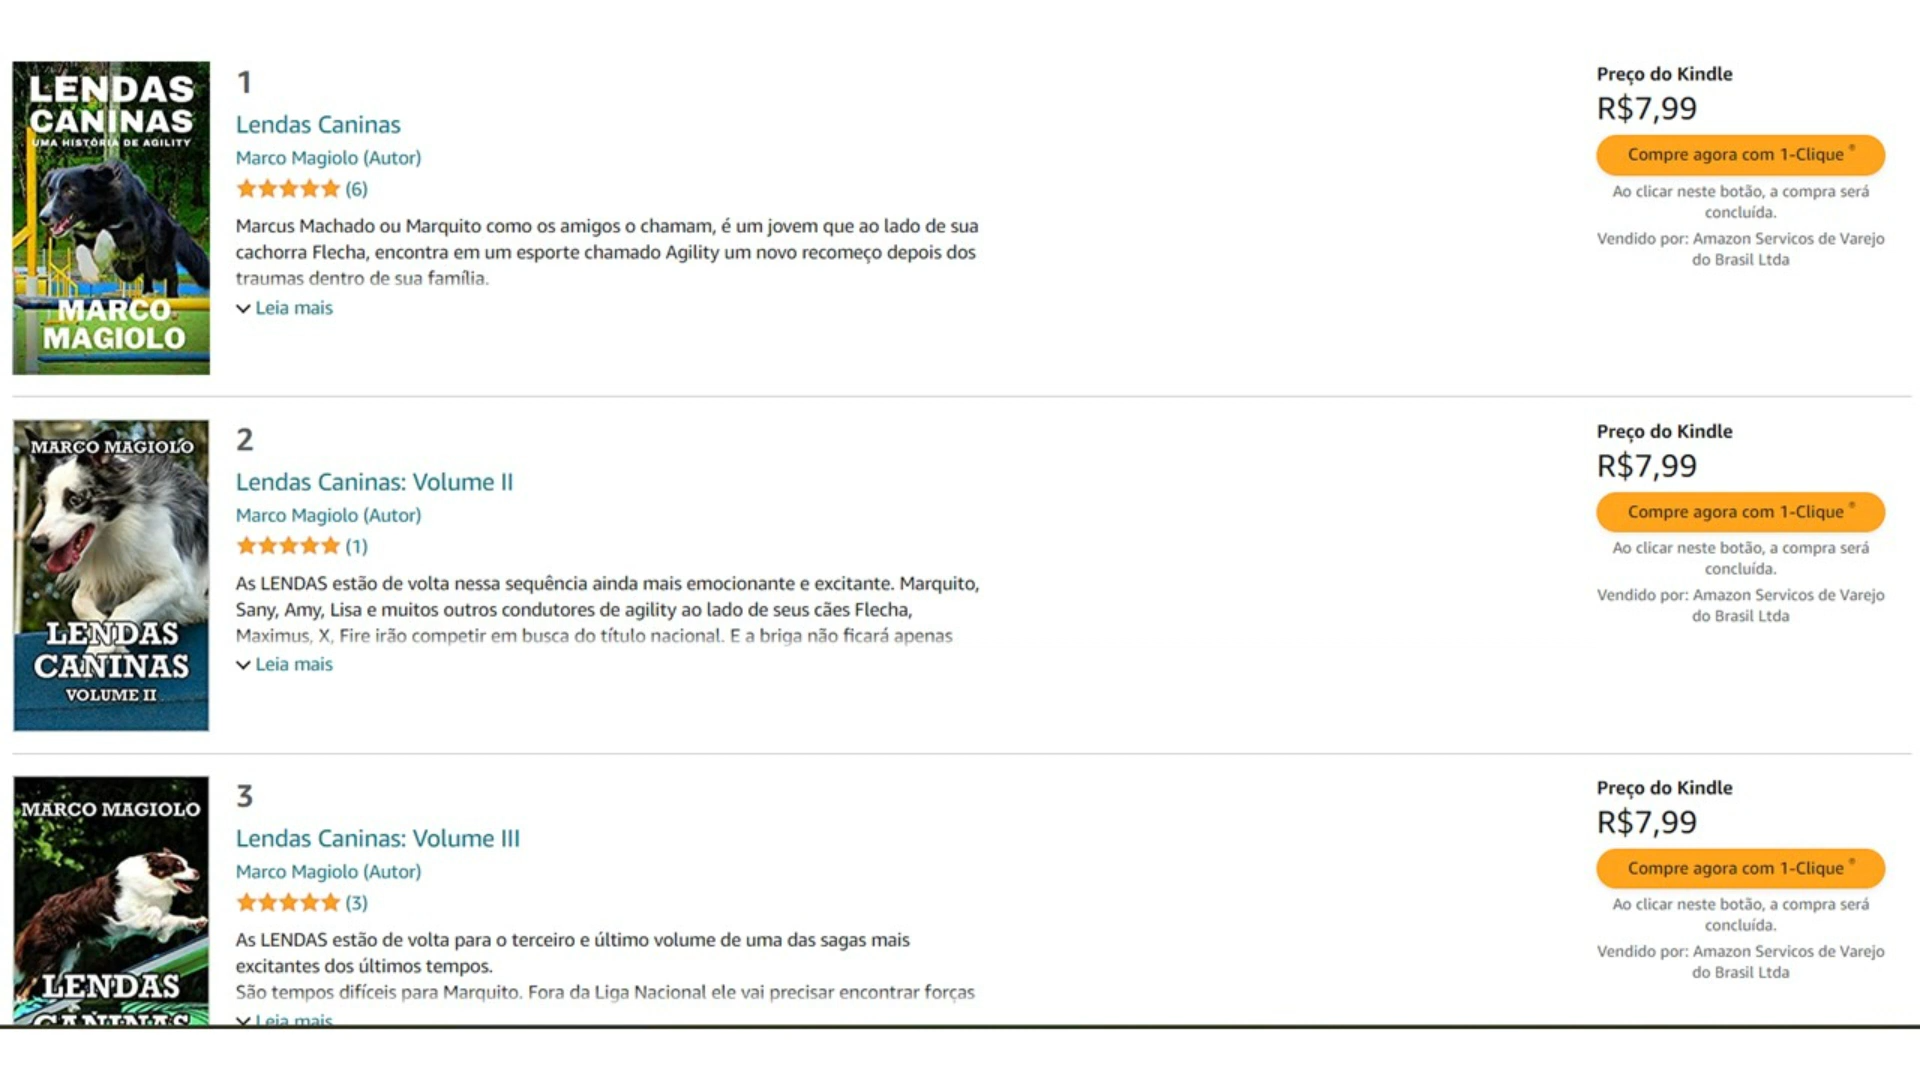 LENDAS
CANINAS
UMA HISTÓRIA DE AGILITY
MARCO
MAGIOLO
1
Lendas Caninas
Marco Magiolo (Autor)
(6)
Marcus Machado ou Marquito como os amigos o chamam, é um jovem que ao lado de sua
cachorra Flecha, encontra em um esporte chamado Agility um novo recomeço depois dos
traumas dentro de sua família.
Leia mais
Preço do Kindle
R$7,99
Compre agora com 1-Clique ®
Ao clicar neste botão, a compra será
concluída.
Vendido por: Amazon Servicos de Varejo
do Brasil Ltda
MARCO MAGIOLO
LENDAS
CANINAS
VOLUME II
2
Lendas Caninas: Volume II
Marco Magiolo (Autor)
(1)
As LENDAS estão de volta nessa sequência ainda mais emocionante e excitante. Marquito,
Sany, Amy, Lisa e muitos outros condutores de agility ao lado de seus cães Flecha,
Maximus, X, Fire irão competir em busca do título nacional. E a briga não ficará apenas
Leia mais
Preço do Kindle
R$7,99
Compre agora com 1-Clique ®
Ao clicar neste botão, a compra será
concluída.
Vendido por: Amazon Servicos de Varejo
do Brasil Ltda
MARCO MAGIOLO
LENDAS
CANINAS
3
Lendas Caninas: Volume III
Marco Magiolo (Autor)
(3)
As LENDAS estão de volta para o terceiro e último volume de uma das sagas mais
excitantes dos últimos tempos.
São tempos difíceis para Marquito. Fora da Liga Nacional ele vai precisar encontrar forças
Leia mais
Preço do Kindle
R$7,99
Compre agora com 1-Clique ®
Ao clicar neste botão, a compra será
concluída.
Vendido por: Amazon Servicos de Varejo
do Brasil Ltda